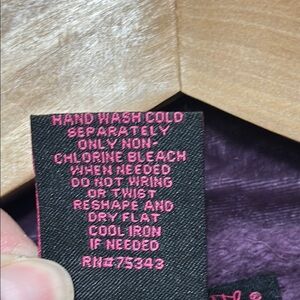 HAND WASH COLD
SEPARATELY
ONLY NON-
CHLORINE BLEACH
WHEN NEEDED
DO NOT WRING
OR TWIST
RESHAPE AND
DRY FLAT
COOL IRON
IF NEEDED
RN#75343